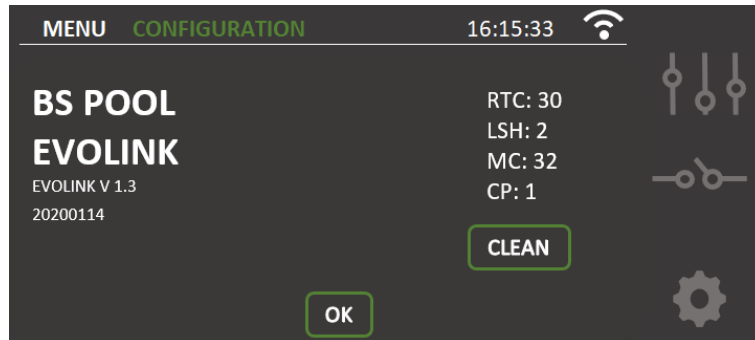 MENU CONFIGURATION 16:15:33
BS POOL
EVOLINK
EVOLINK V 1.3
20200114
RTC: 30
LSH: 2
MC: 32
CP: 1
CLEAN
OK